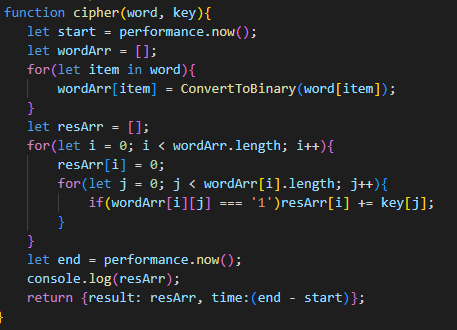 function cipher(word, key){
    let start = performance.now();
    let wordArr = [];
    for(let item in word){
        wordArr[item] = ConvertToBinary(word[item]);
    }
    let resArr = [];
    for(let i = 0; i < wordArr.length; i++){
        resArr[i] = 0;
        for(let j = 0; j < wordArr[i].length; j++){
            if(wordArr[i][j] === '1')resArr[i] += key[j];
        }
    }
    let end = performance.now();
    console.log(resArr);
    return {result: resArr, time:(end - start)};
}